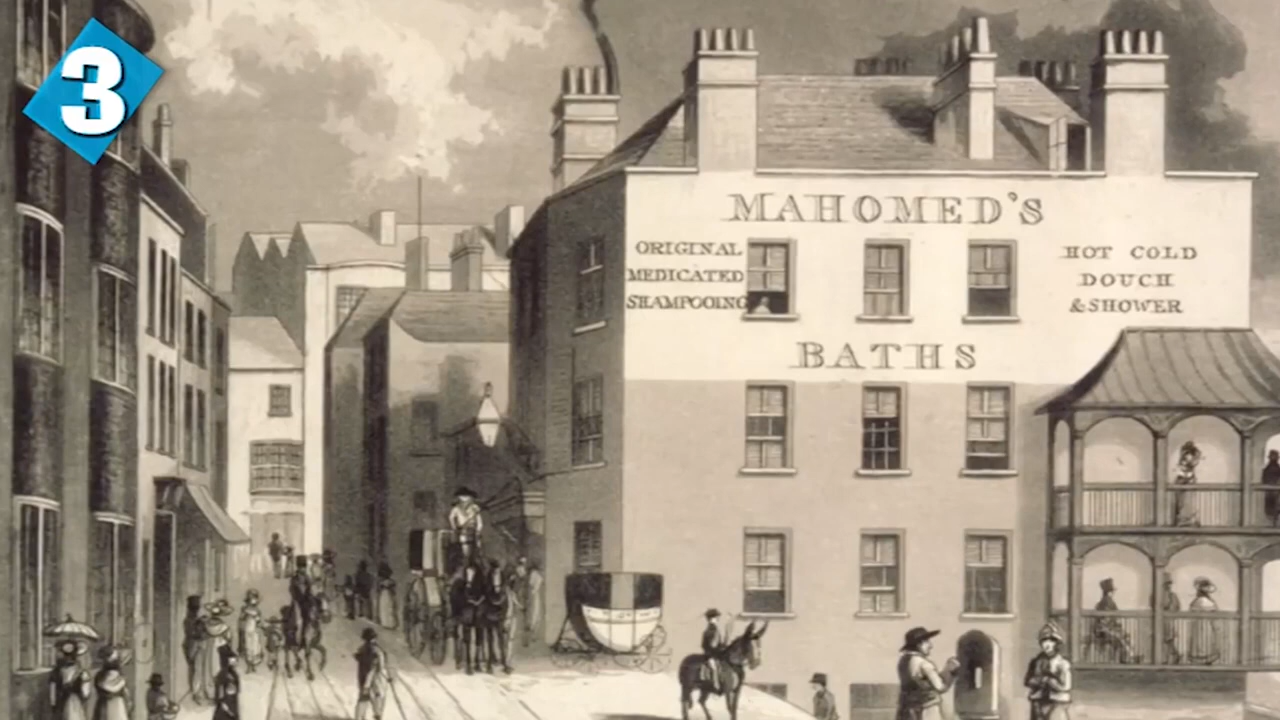 3
MAHOMED'S
ORIGINAL
MEDICATED
SHAMPOOING
HOT COLD
DOUCH
& SHOWER
BATHS